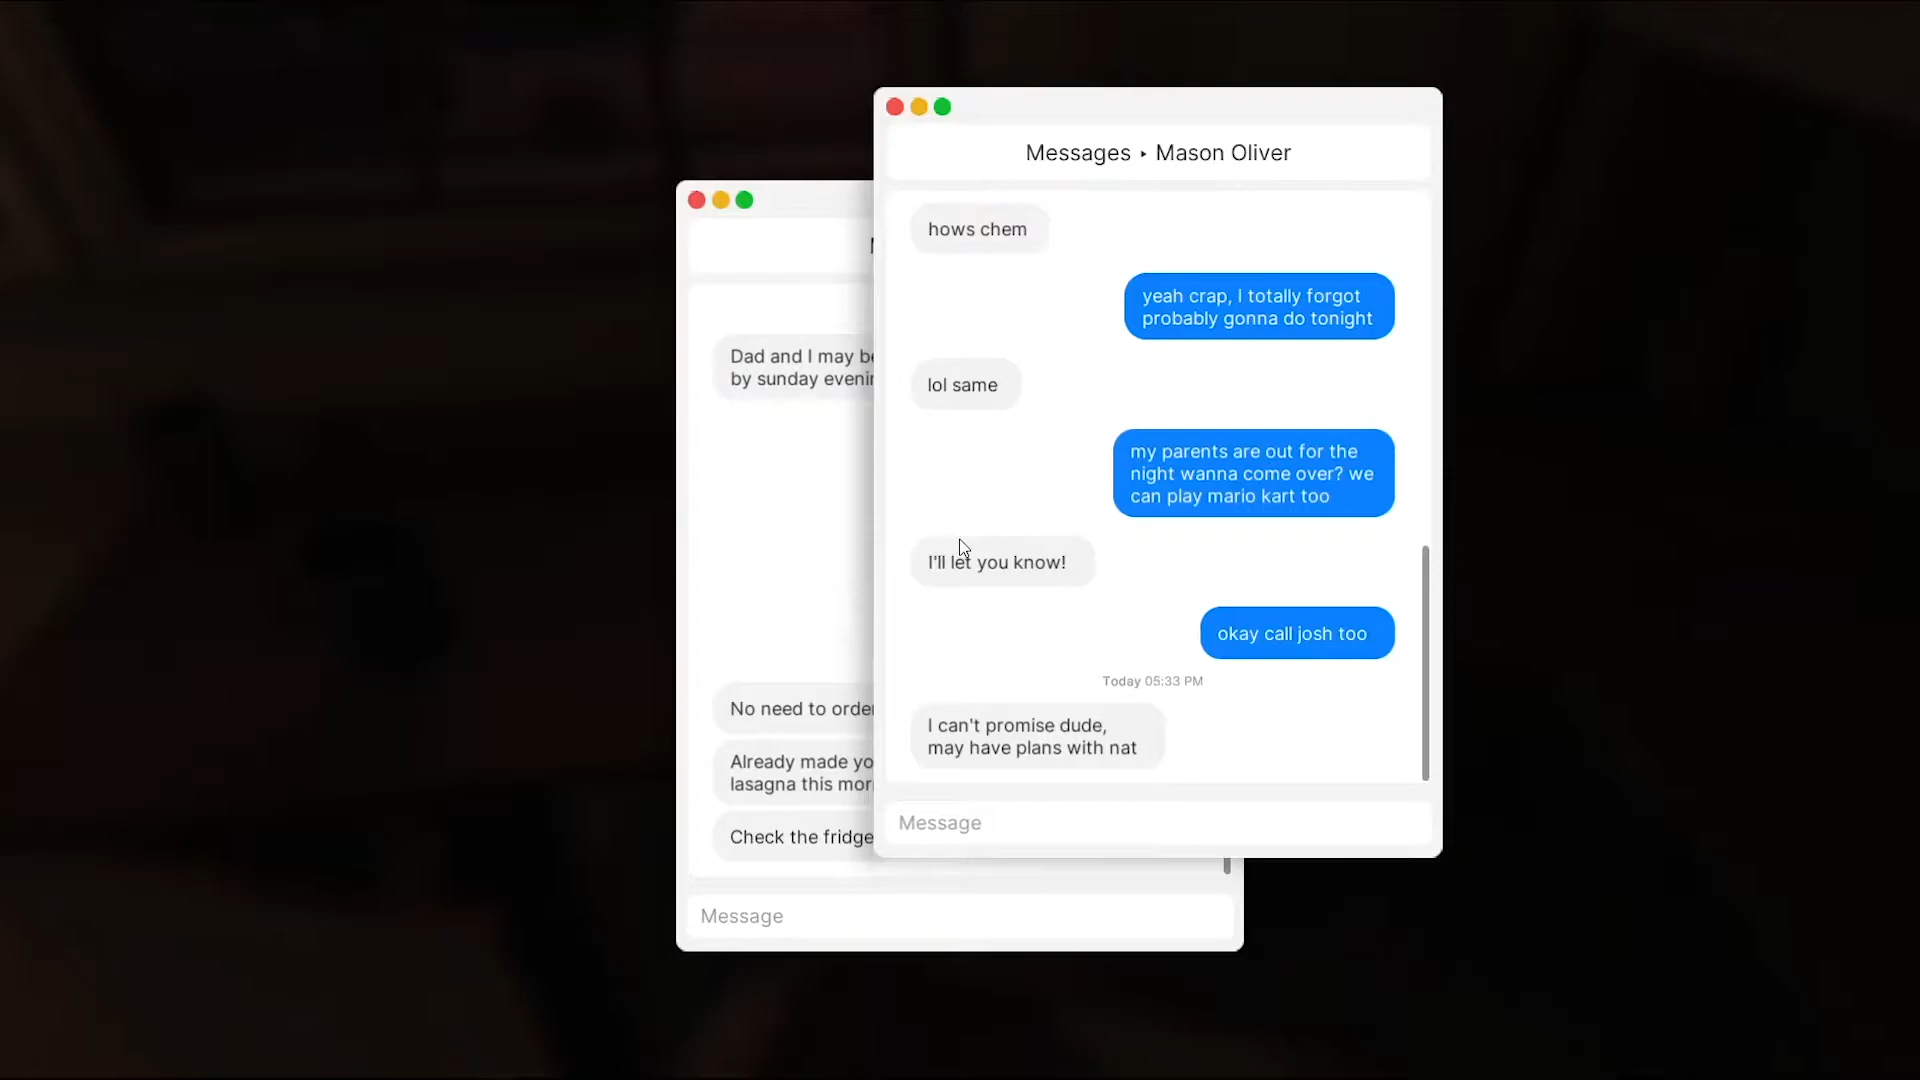 Messages ‣ Mason Oliver
hows chem
yeah crap, I totally forgot
probably gonna do tonight
lol same
my parents are out for the
night wanna come over? we
can play mario kart too
I'll let you know!
okay call josh too
Today 05:33 PM
I can't promise dude,
may have plans with nat
Message
Dad and I may
by sunday
No need to
Already made
lasagna this
Check the fridge
Message